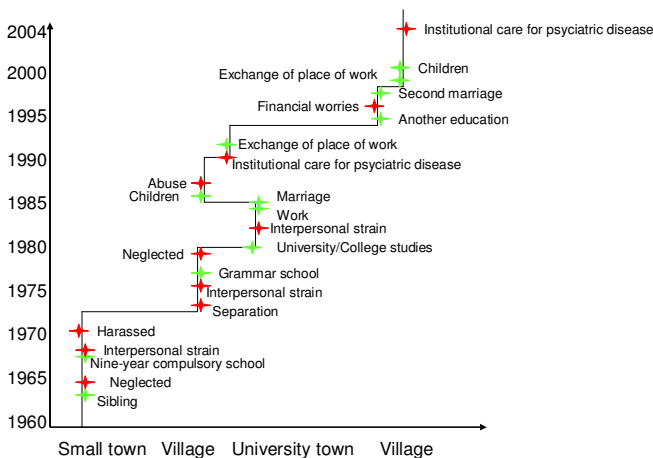 2004
Institutional care for psyciatric disease
2000
Children
Exchange of place of work
Second marriage
1995
Financial worries
Another education
Exchange of place of work
1990
Institutional care for psyciatric disease
Abuse
1985
Children
Marriage
Work
Interpersonal strain
1980
University/College studies
Neglected
Grammar school
1975
Interpersonal strain
Separation
1970
Harassed
Interpersonal strain
Nine-year compulsory school
1965
Neglected
Sibling
1960
Small town Village University town Village